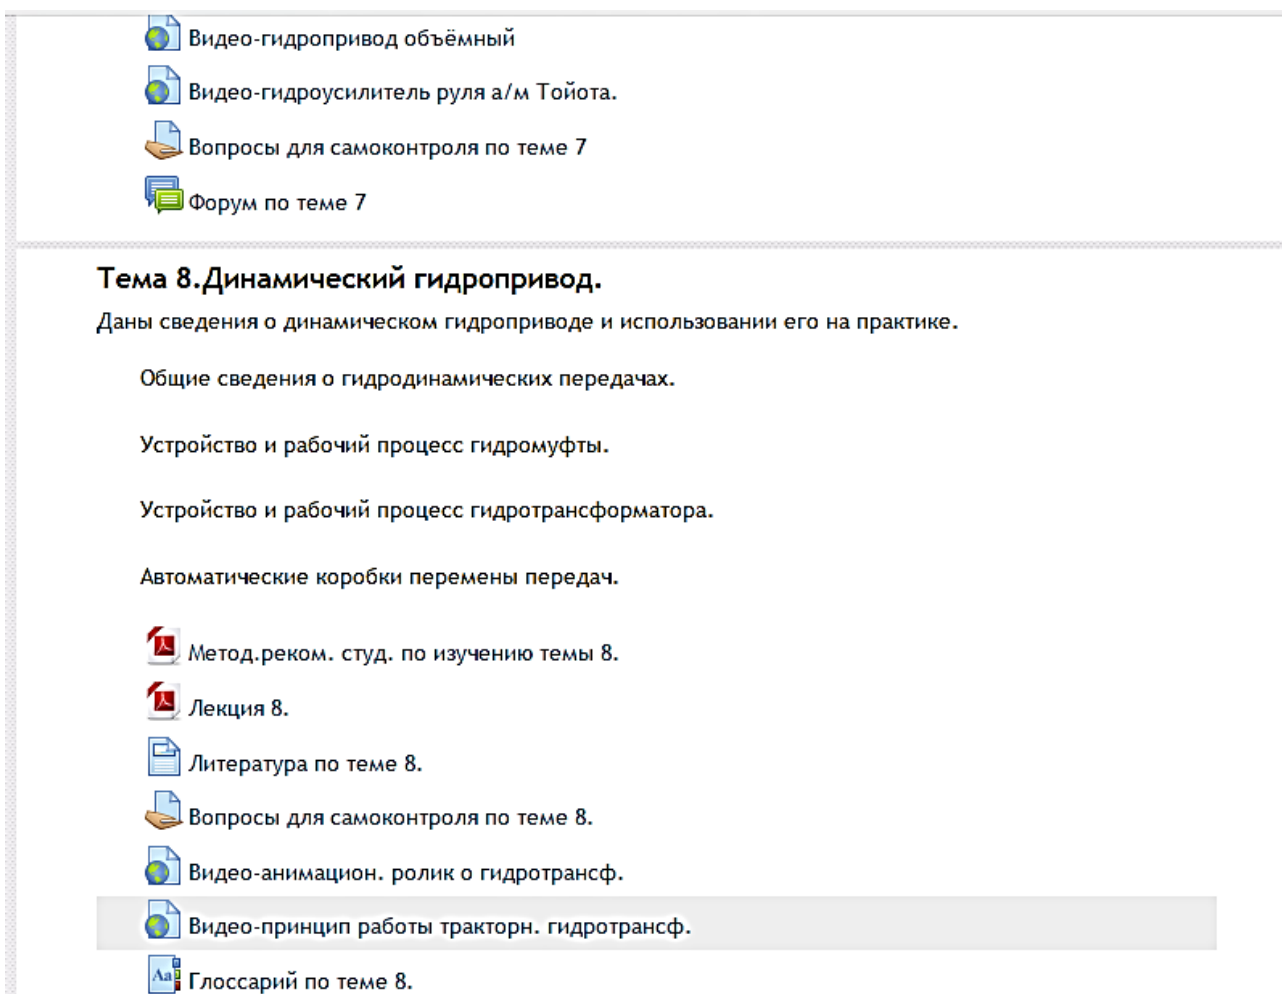 Видео-гидропривод объёмный
Видео-гидроусилитель руля а/м Тойота.
Вопросы для самоконтроля по теме 7
Форум по теме 7
Тема 8.Динамический гидропривод.
Даны сведения о динамическом гидроприводе и использовании его на практике.
Общие сведения о гидродинамических передачах.
Устройство и рабочий процесс гидромуфты.
Устройство и рабочий процесс гидротрансформатора.
Автоматические коробки перемены передач.
Метод.реком. студ. по изучению темы 8.
Лекция 8.
Литература по теме 8.
Вопросы для самоконтроля по теме 8.
Видео-анимацион. ролик о гидротрансф.
Видео-принцип работы тракторн. гидротрансф.
Aa Глоссарий по теме 8.